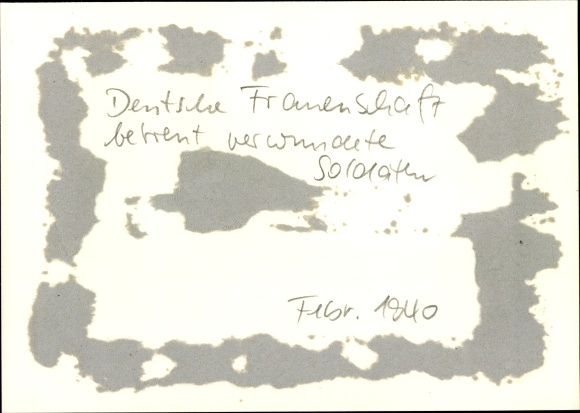 Deutsche Frauenschaft
betreut verwundete
Soldaten
Febr. 1940